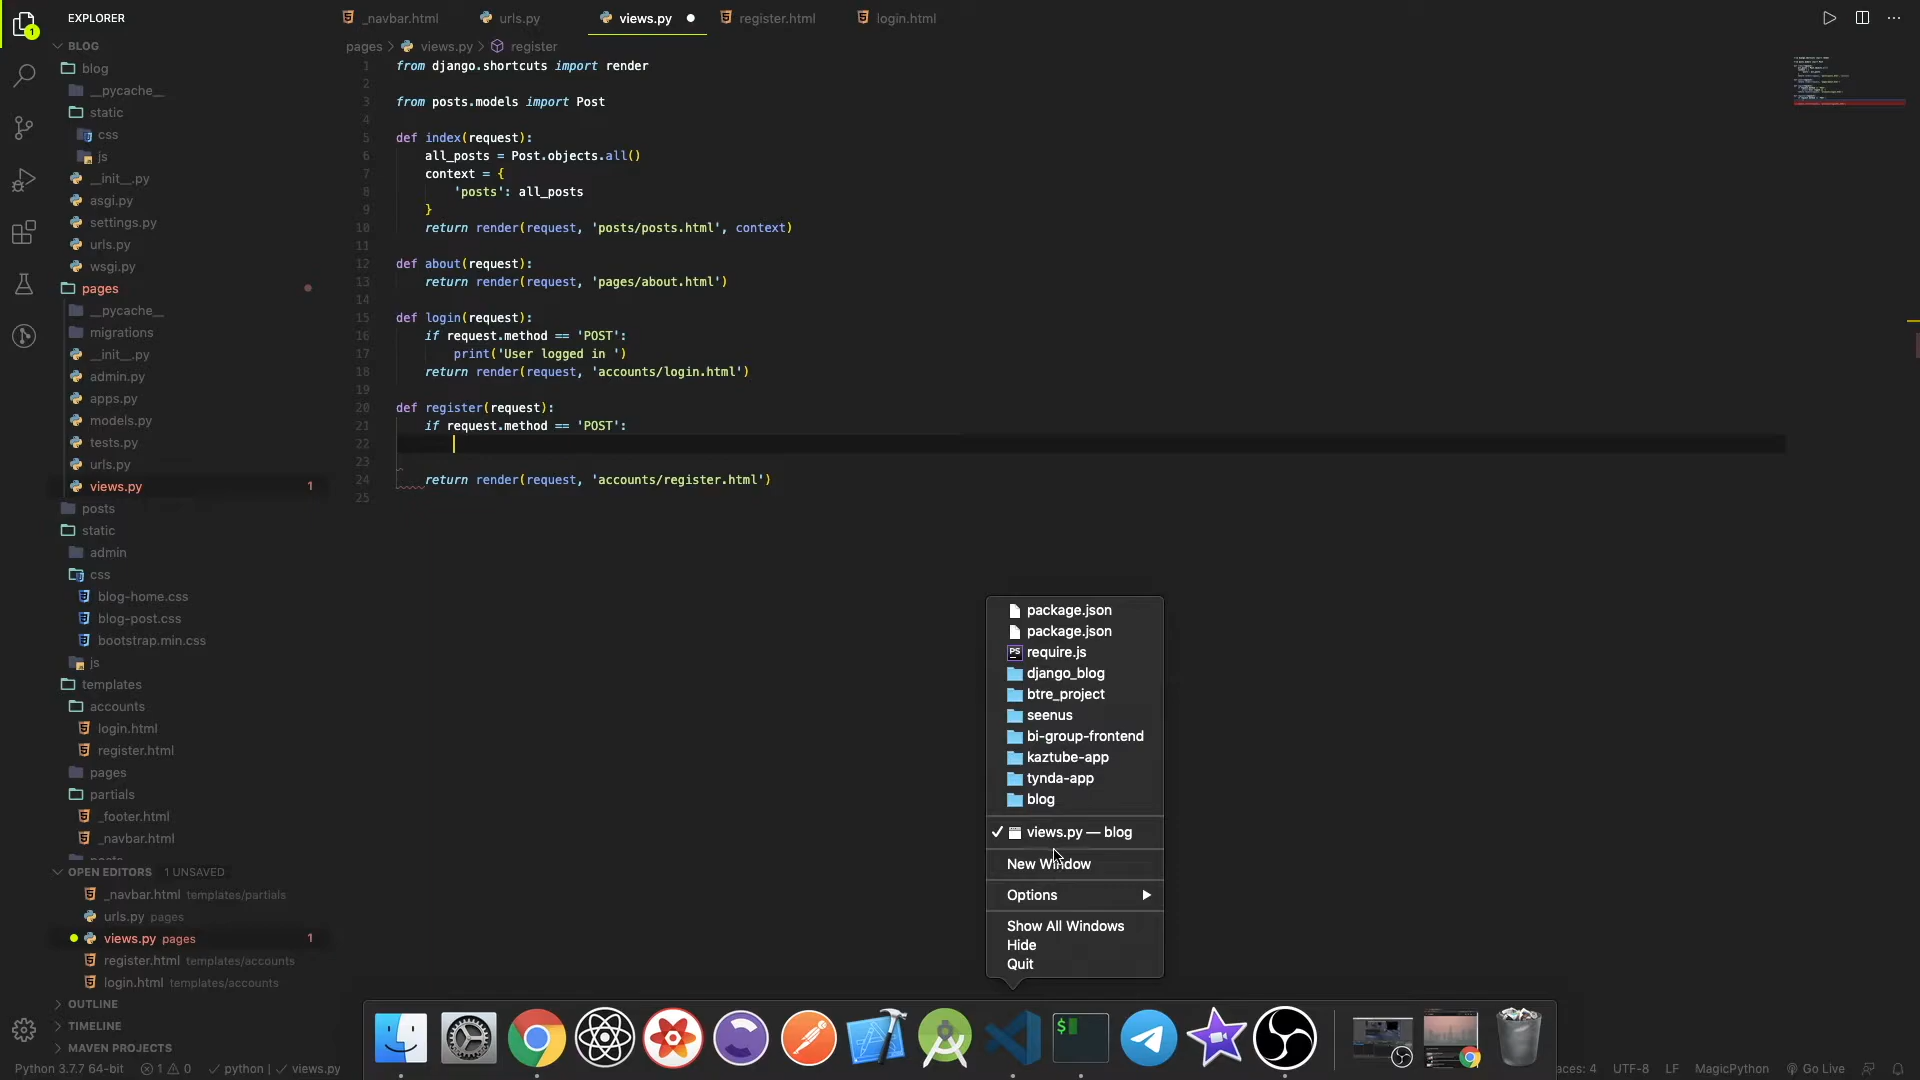 EXPLORER
BLOG
blog
__pycache__
static
css
js
__init__.py
asgi.py
settings.py
urls.py
wsgi.py
pages
__pycache__
migrations
__init__.py
admin.py
apps.py
models.py
tests.py
urls.py
views.py 1
posts
static
admin
css
blog-home.css
blog-post.css
bootstrap.min.css
js
templates
accounts
login.html
register.html
pages
partials
_footer.html
_navbar.html
OPEN EDITORS 1 UNSAVED
_navbar.html templates/partials
urls.py pages
views.py pages 1
register.html templates/accounts
login.html templates/accounts
OUTLINE
TIMELINE
MAVEN PROJECTS
_navbar.html urls.py views.py register.html login.html
pages > views.py > register
1 from django.shortcuts import render
2
3 from posts.models import Post
4
5 def index(request):
6 all_posts = Post.objects.all()
7 context = {
8 'posts': all_posts
9 }
10 return render(request, 'posts/posts.html', context)
11
12 def about(request):
13 return render(request, 'pages/about.html')
14
15 def login(request):
16 if request.method == 'POST':
17 print('User logged in ')
18 return render(request, 'accounts/login.html')
19
20 def register(request):
21 if request.method == 'POST':
22
23
24 return render(request, 'accounts/register.html')
25
package.json
package.json
PS require.js
django_blog
btre_project
seenus
bi-group-frontend
kaztube-app
tynda-app
blog
views.py — blog
New Window
Options
Show All Windows
Hide
Quit
$
Python 3.7.7 64-bit 1 0 python | views.py aces: 4 UTF-8 LF MagicPython Go Live